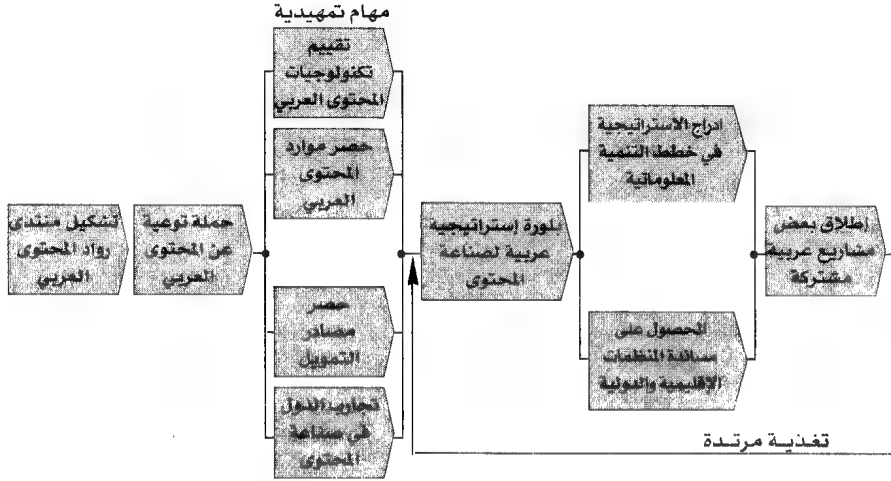 مهام تمهيدية
تقييم
تكنولوجيات
المحتوى العربي
حصر موارد
المحتوى
العربي
تشكيل منتدى
رواد المحتوى
العربي
حملة توعية
عن المحتوى
العربي
حصر
مصادر
التمويل
تجارب الدول
في صناعة
المحتوى
بلورة إستراتيجية
عربية لصناعة
المحتوى
ادراج الاستراتيجية
في خطط التنمية
المعلوماتية
الحصول على
مساندة المنظمات
الإقليمية والدولية
إطلاق بعض
مشاريع عربية
مشتركة
تغذية مرتدة